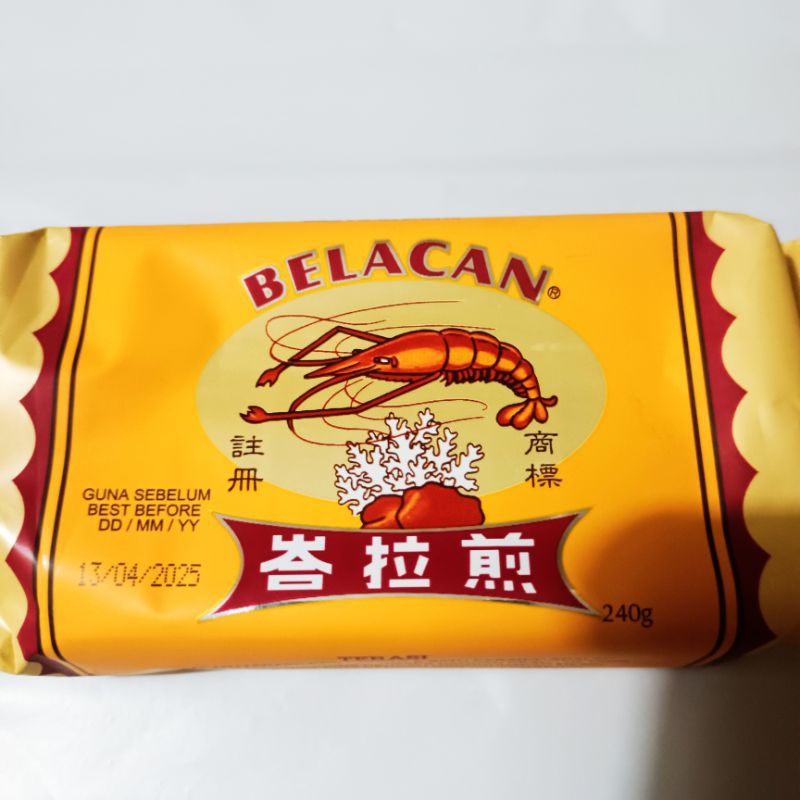 BELACAN®
註冊
商標
GUNA SEBELUM
BEST BEFORE
DD / MM / YY
13/04/2025
峇拉煎
240g
TERASI